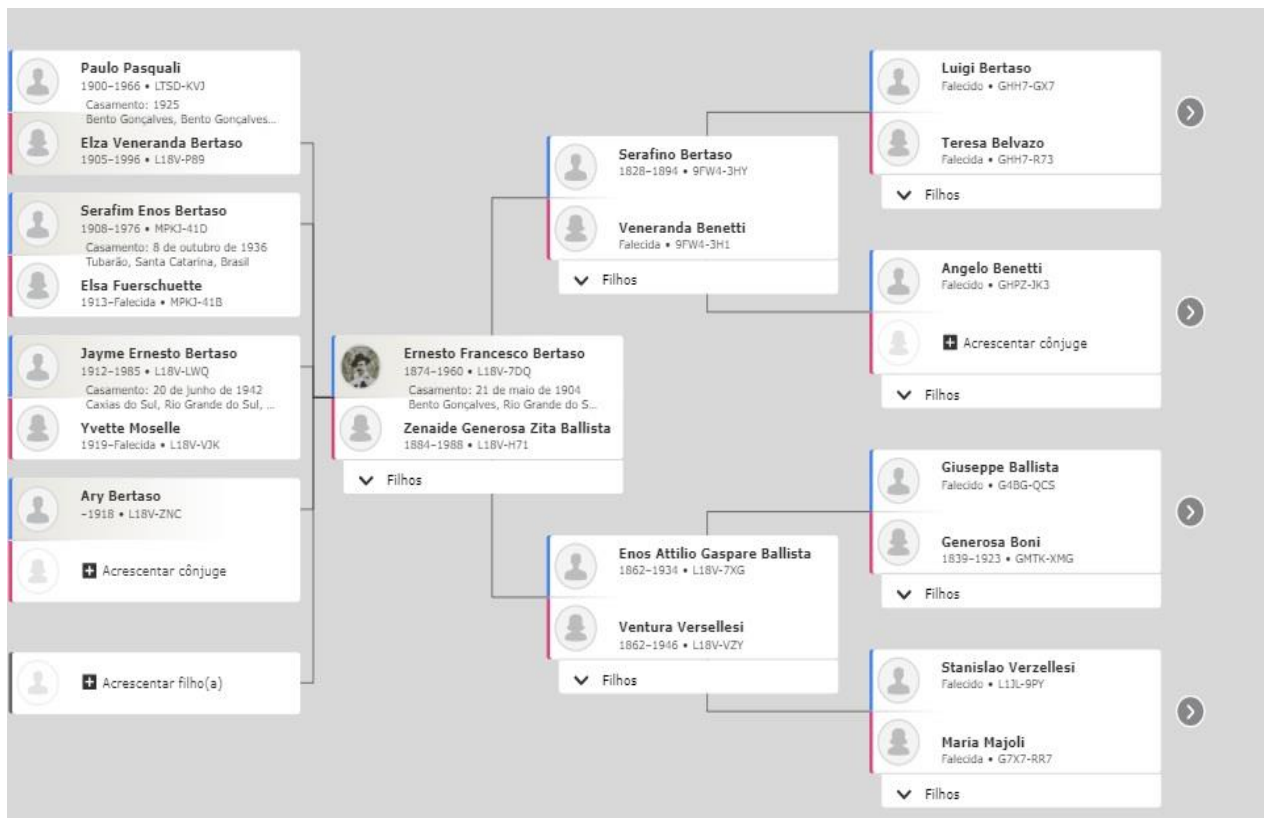 Paulo Pasquali
1900–1966 • LTSD-KVJ
Casamento: 1925
Bento Gonçalves, Bento Gonçalves...
Elza Veneranda Bertaso
1905–1996 • L18V-P89
Serafim Enos Bertaso
1908–1976 • MPKJ-41D
Casamento: 8 de outubro de 1936
Tubarão, Santa Catarina, Brasil
Elsa Fuerschuette
1913–Falecida • MPKJ-41B
Jayme Ernesto Bertaso
1912–1985 • L18V-LWQ
Casamento: 20 de junho de 1942
Caxias do Sul, Rio Grande do Sul, ...
Yvette Moselle
1919–Falecida • L18V-VJK
Ary Bertaso
–1918 • L18V-ZNC
Acrescentar cônjuge
Acrescentar filho(a)
Ernesto Francesco Bertaso
1874–1960 • L18V-7DQ
Casamento: 21 de maio de 1904
Bento Gonçalves, Rio Grande do S...
Zenaide Generosa Zita Ballista
1884–1988 • L18V-H71
Filhos
Serafino Bertaso
1828–1894 • 9FW4-3HY
Veneranda Benetti
Falecida • 9FW4-3H1
Filhos
Enos Attilio Gaspare Ballista
1862–1934 • L18V-7XG
Ventura Versellesi
1862–1946 • L18V-VZY
Filhos
Luigi Bertaso
Falecido • GHH7-GX7
Teresa Belvazo
Falecida • GHH7-R73
Filhos
Angelo Benetti
Falecido • GHPZ-JK3
Acrescentar cônjuge
Filhos
Giuseppe Ballista
Falecido • G4BG-QCS
Generosa Boni
1839–1923 • GMTK-XMG
Filhos
Stanislao Verzellesi
Falecido • L1JL-9PY
Maria Majoli
Falecida • G7X7-RR7
Filhos